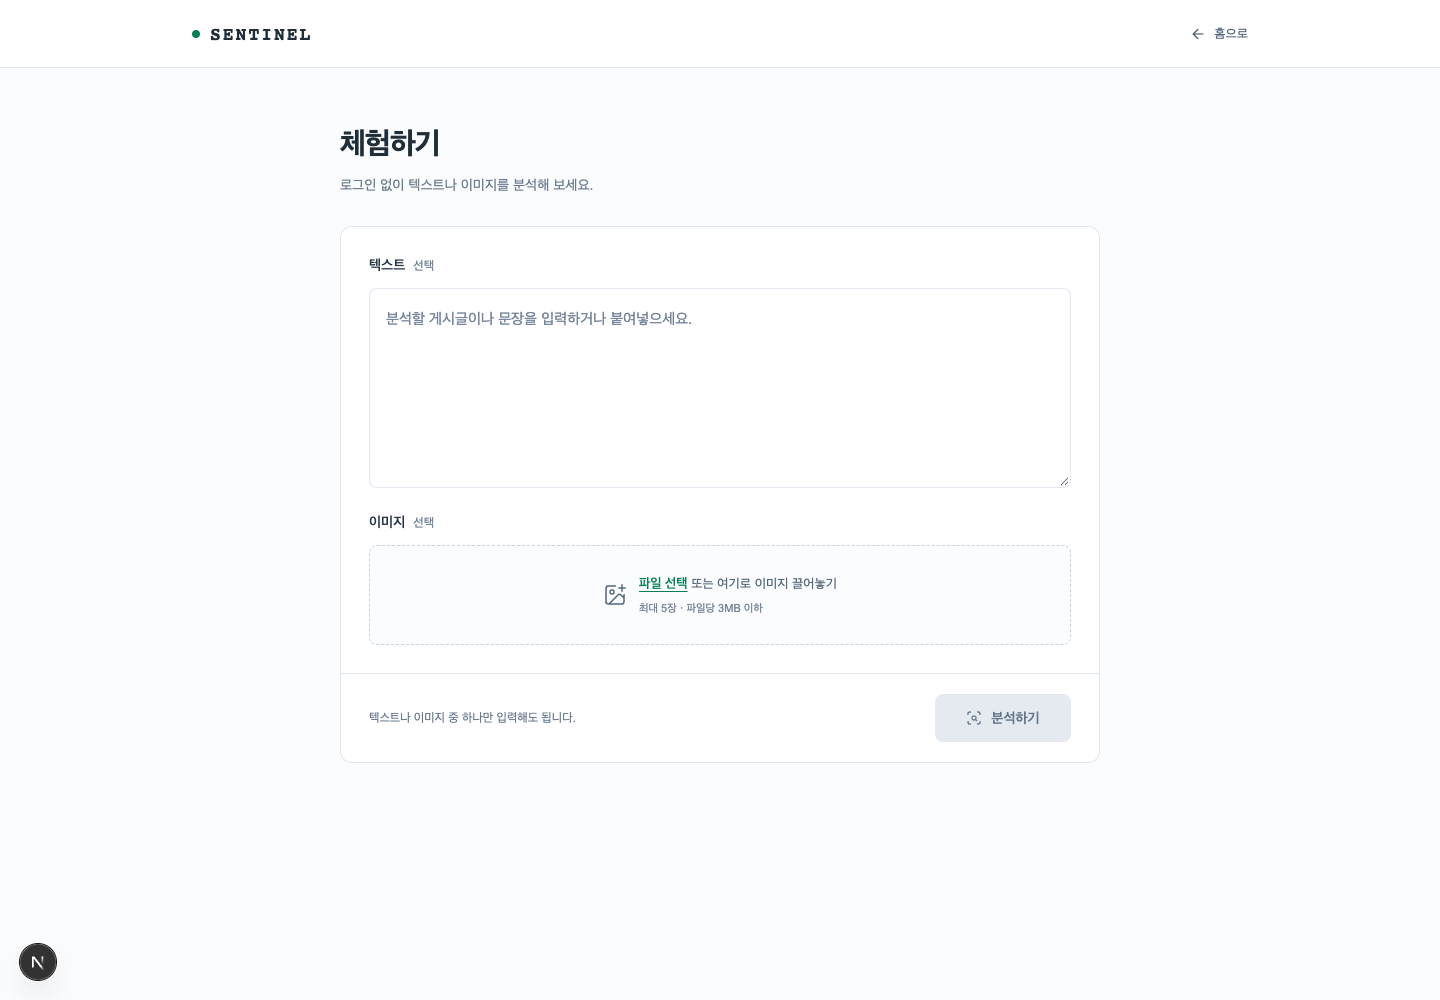 SENTINEL
홈으로
체험하기
로그인 없이 텍스트나 이미지를 분석해 보세요.
텍스트 선택
분석할 게시글이나 문장을 입력하거나 붙여넣으세요.
이미지 선택
파일 선택 또는 여기로 이미지 끌어놓기
최대 5장 · 파일당 3MB 이하
텍스트나 이미지 중 하나만 입력해도 됩니다.
분석하기
N